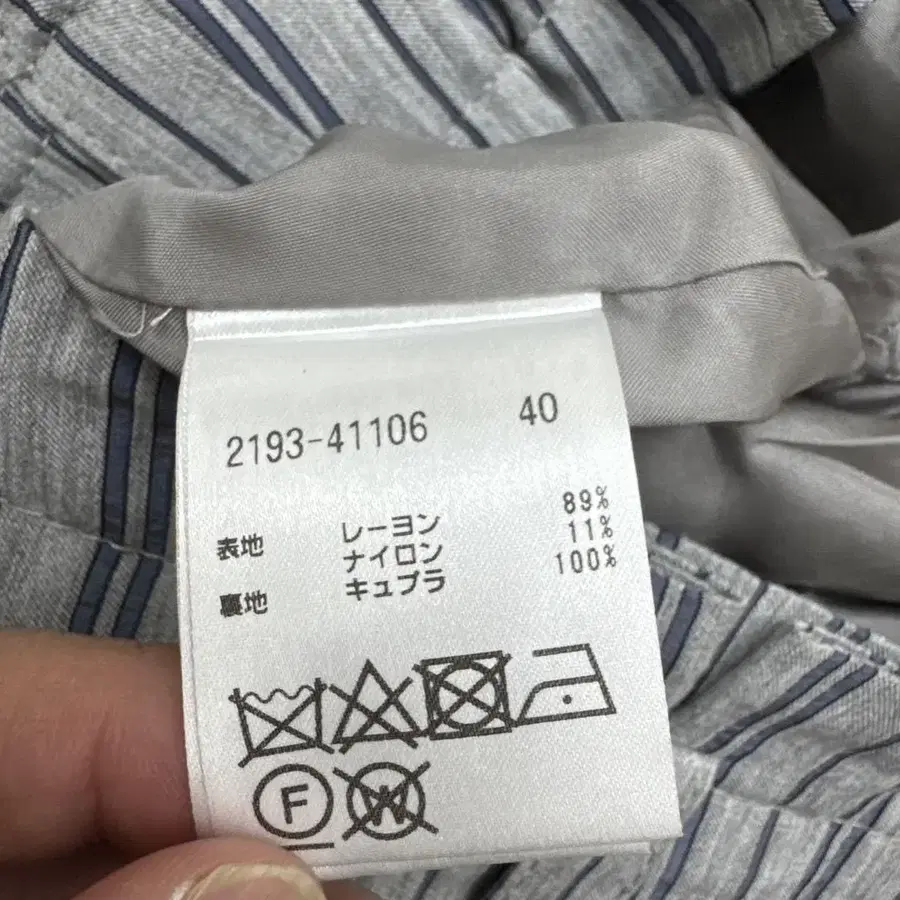 2193-41106 40
表地 レーヨン 89%
ナイロン 11%
裏地 キュプラ 100%
F
W